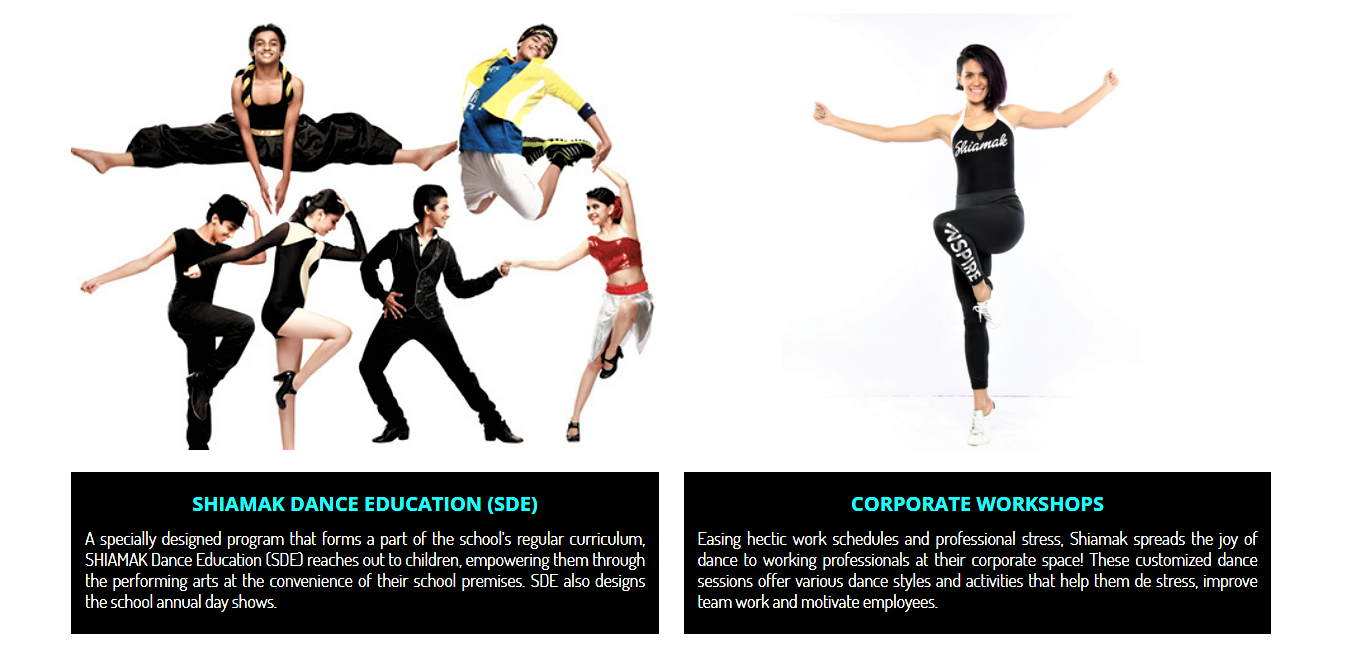 Shiamak
INSPIRE
SHIAMAK DANCE EDUCATION (SDE)
A specially designed program that forms a part of the school's regular curriculum,
SHIAMAK Dance Education (SDE) reaches out to children, empowering them through
the performing arts at the convenience of their school premises. SDE also designs
the school annual day shows.
CORPORATE WORKSHOPS
Easing hectic work schedules and professional stress, Shiamak spreads the joy of
dance to working professionals at their corporate space! These customized dance
sessions offer various dance styles and activities that help them de stress, improve
team work and motivate employees.